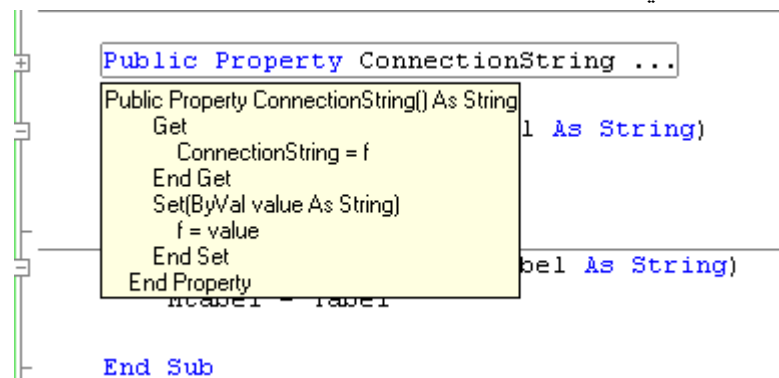 Public Property ConnectionString ...
Public Property ConnectionString() As String
Get
ConnectionString = f
End Get
Set(ByVal value As String)
f = value
End Set
End Property
As String)
As String)
End Sub